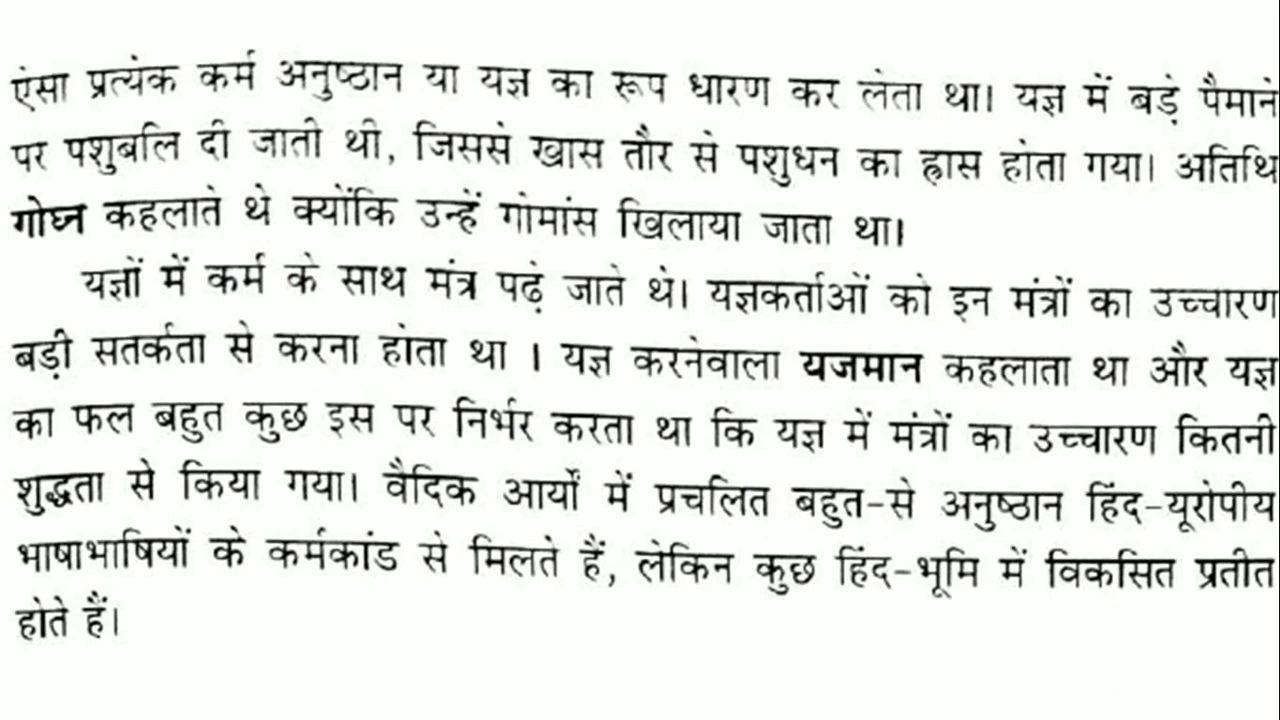 ऐसा प्रत्येक कर्म अनुष्ठान या यज्ञ का रूप धारण कर लेता था। यज्ञ में बड़े पैमाने
पर पशुबलि दी जाती थी, जिससे खास तौर से पशुधन का ह्रास होता गया। अतिथि
गोघ्न कहलाते थे क्योंकि उन्हें गोमांस खिलाया जाता था।
यज्ञों में कर्म के साथ मंत्र पढ़े जाते थे। यज्ञकर्ताओं को इन मंत्रों का उच्चारण
बड़ी सतर्कता से करना होता था । यज्ञ करनेवाला यजमान कहलाता था और यज्ञ
का फल बहुत कुछ इस पर निर्भर करता था कि यज्ञ में मंत्रों का उच्चारण कितनी
शुद्धता से किया गया। वैदिक आर्यों में प्रचलित बहुत-से अनुष्ठान हिंद-यूरोपीय
भाषाभाषियों के कर्मकांड से मिलते हैं, लेकिन कुछ हिंद-भूमि में विकसित प्रतीत
होते हैं।